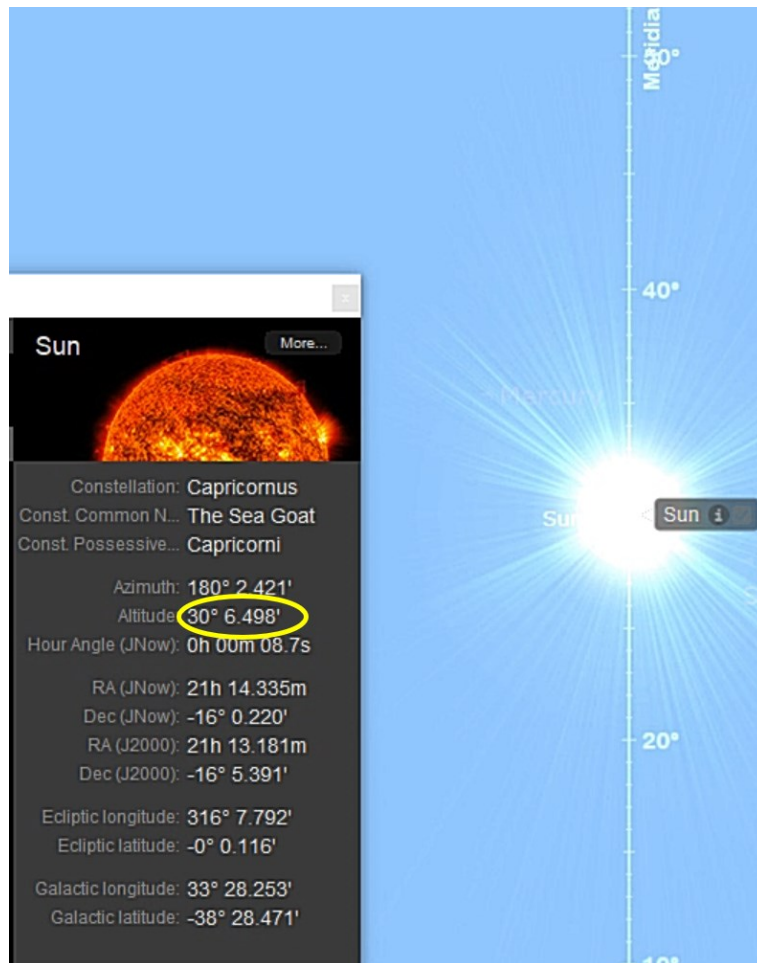 Meridia
50°
40°
Mercury
Sun More...
Constellation: Capricornus
Const. Common N... The Sea Goat
Const. Possessive... Capricorni
Sun
Sun i
Azimuth: 180° 2.421'
Altitude: 30° 6.498'
Hour Angle (JNow): 0h 00m 08.7s
RA (JNow): 21h 14.335m
Dec (JNow): -16° 0.220'
RA (J2000): 21h 13.181m
Dec (J2000): -16° 5.391'
20°
Ecliptic longitude: 316° 7.792'
Ecliptic latitude: -0° 0.116'
Galactic longitude: 33° 28.253'
Galactic latitude: -38° 28.471'
10°